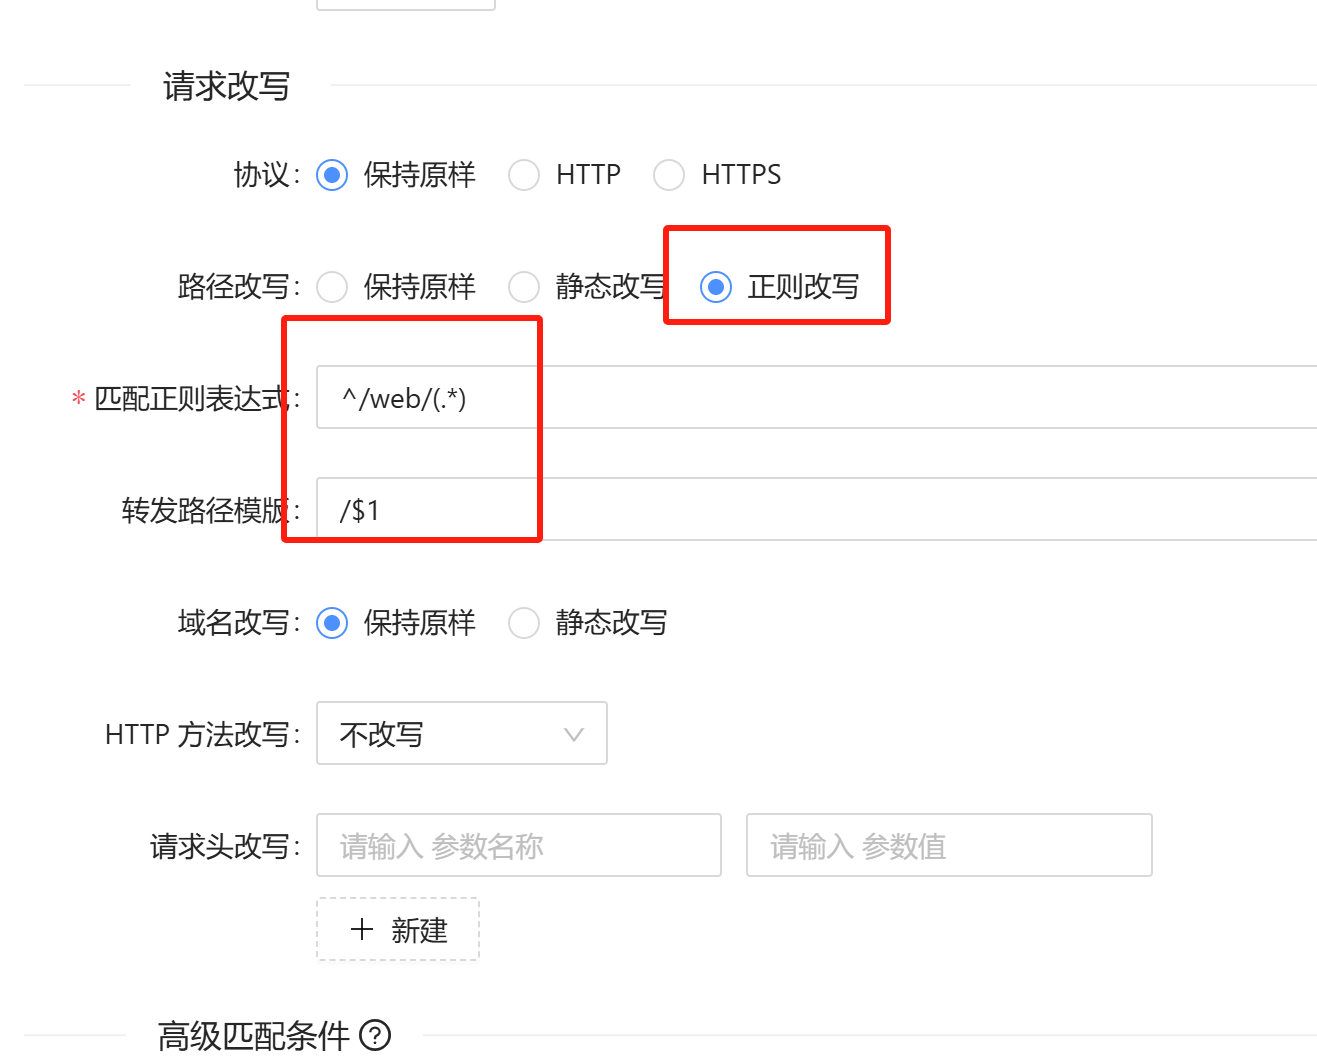 请求改写
协议: 保持原样 HTTP HTTPS
路径改写: 保持原样 静态改写 正则改写
* 匹配正则表达式: ^/web/(.*)
转发路径模版: /$1
域名改写: 保持原样 静态改写
HTTP 方法改写: 不改写
请求头改写: 请输入 参数名称 请输入 参数值
+ 新建
高级匹配条件 ?